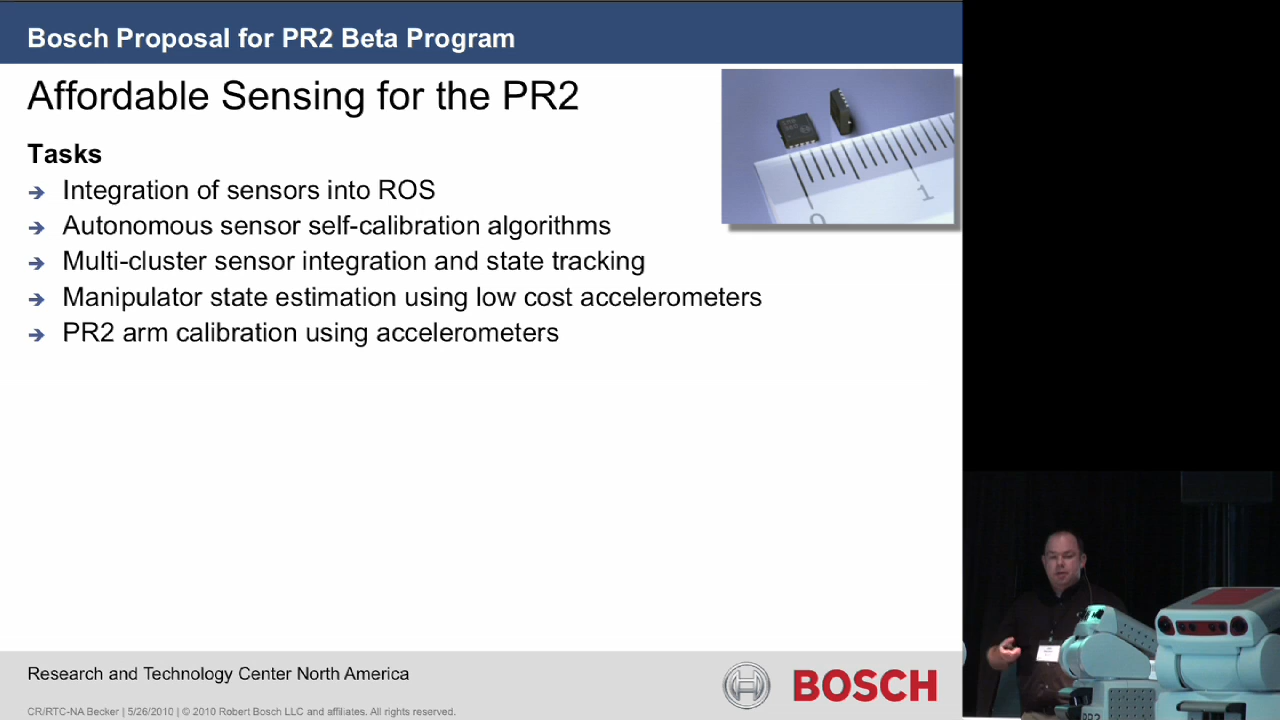 Bosch Proposal for PR2 Beta Program
Affordable Sensing for the PR2
Tasks
Integration of sensors into ROS
Autonomous sensor self-calibration algorithms
Multi-cluster sensor integration and state tracking
Manipulator state estimation using low cost accelerometers
PR2 arm calibration using accelerometers
0
1
Research and Technology Center North America
BOSCH
CR/RTC-NA Becker | 5/26/2010 | © 2010 Robert Bosch LLC and affiliates. All rights reserved.
PR2